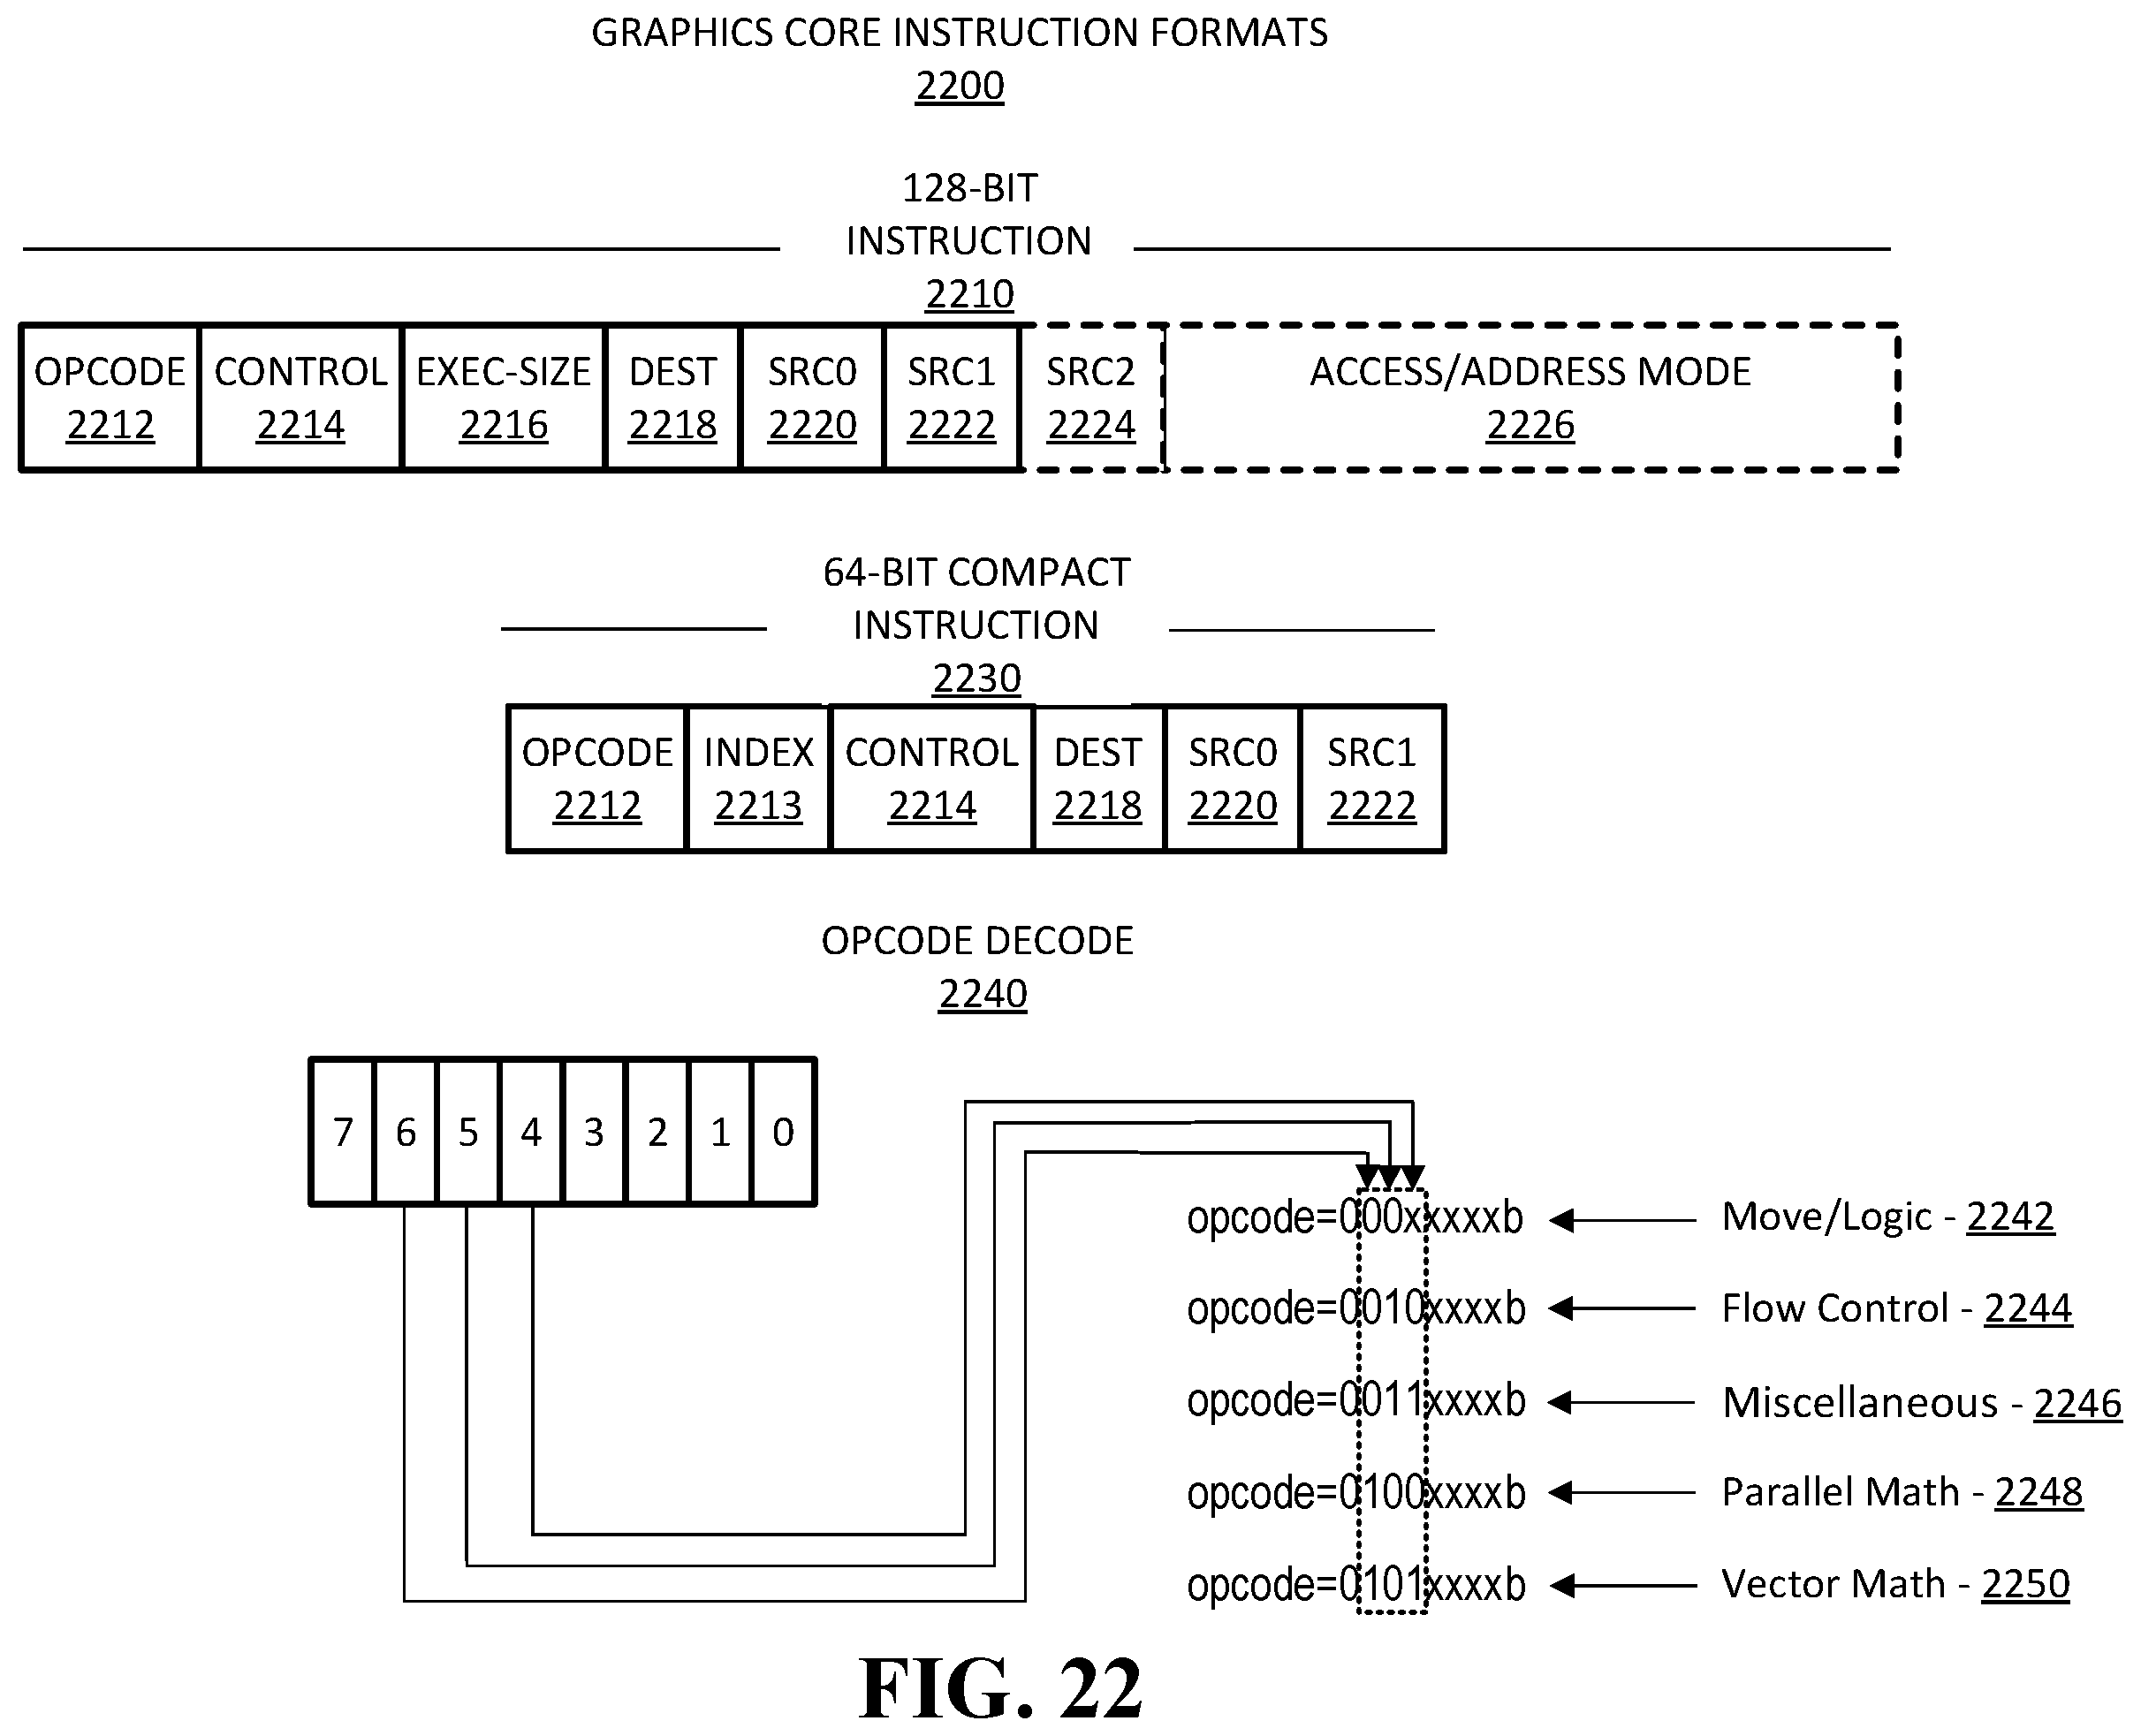 GRAPHICS CORE INSTRUCTION FORMATS
2200
128-BIT
INSTRUCTION
2210
OPCODE CONTROL EXEC-SIZE DEST SRC0 SRC1 SRC2 ACCESS/ADDRESS MODE
2212 2214 2216 2218 2220 2222 2224 2226
64-BIT COMPACT
INSTRUCTION
2230
OPCODE INDEX CONTROL DEST SRC0 SRC1
2212 2213 2214 2218 2220 2222
OPCODE DECODE
2240
7 6 5 4 3 2 1 0
opcode=000xxxxxb Move/Logic - 2242
opcode=0010xxxxb Flow Control - 2244
opcode=0011xxxxb Miscellaneous - 2246
opcode=0100xxxxb Parallel Math - 2248
opcode=0101xxxxb Vector Math - 2250
FIG. 22